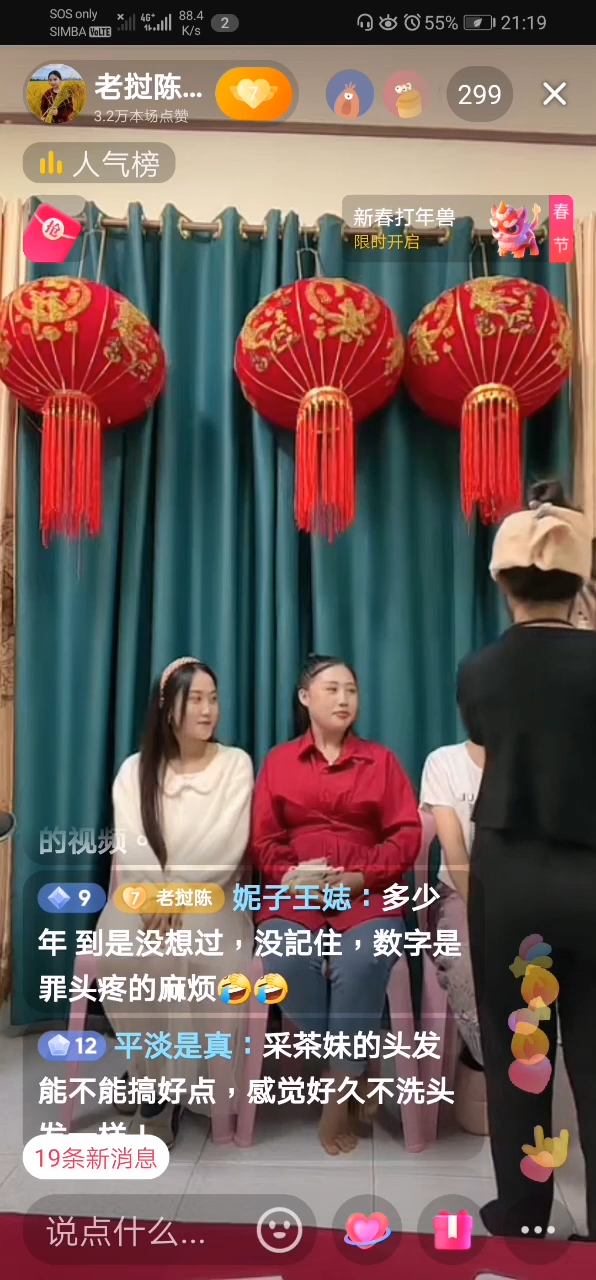 SOS only
SIMBA VoLTE
4G+
88.4
K/s
2
55%
21:19
老挝陈...
3.2万本场点赞
7
299
人气榜
抢
新春打年兽
限时开启
春
节
的视频。
9 7 老挝陈 妮子王娡：多少
年 到是没想过，没記住，数字是
罪头疼的麻烦🤣🤣
12 平淡是真：采茶妹的头发
能不能搞好点，感觉好久不洗头
19条新消息
说点什么...